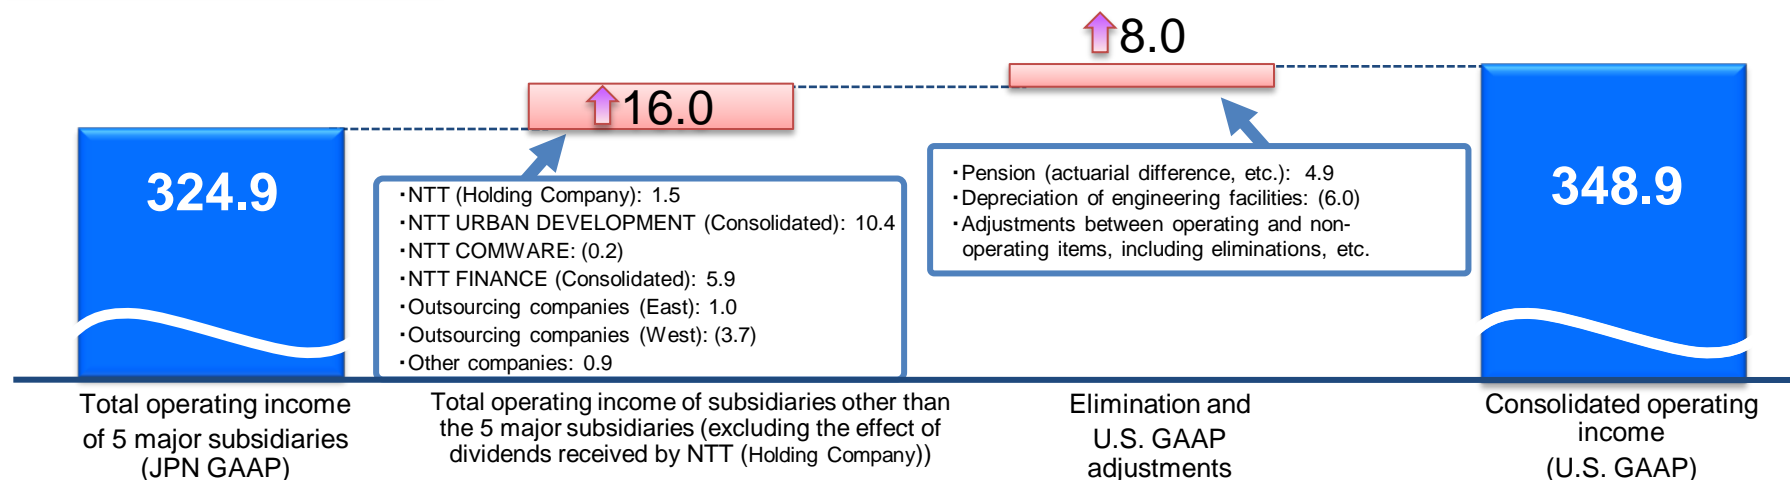 8.0
16.0
324.9
348.9
・NTT (Holding Company): 1.5
・NTT URBAN DEVELOPMENT (Consolidated): 10.4
・NTT COMWARE: (0.2)
・NTT FINANCE (Consolidated): 5.9
・Outsourcing companies (East): 1.0
・Outsourcing companies (West): (3.7)
・Other companies: 0.9
・Pension (actuarial difference, etc.): 4.9
・Depreciation of engineering facilities: (6.0)
・Adjustments between operating and non-
operating items, including eliminations, etc.
Total operating income
of 5 major subsidiaries
(JPN GAAP)
Total operating income of subsidiaries other than
the 5 major subsidiaries (excluding the effect of
dividends received by NTT (Holding Company))
Elimination and
U.S. GAAP
adjustments
Consolidated operating
income
(U.S. GAAP)